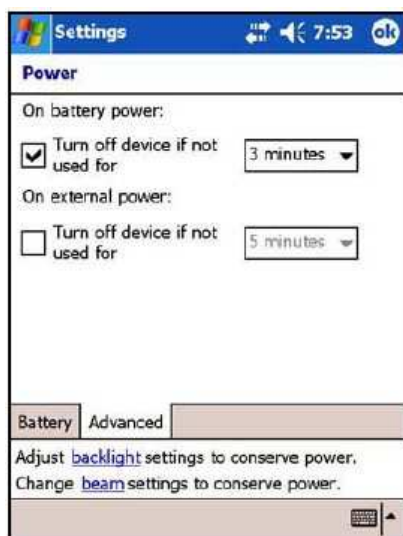 Settings 7:53 ok
Power
On battery power:
Turn off device if not
used for
3 minutes
On external power:
Turn off device if not
used for
5 minutes
Battery Advanced
Adjust backlight settings to conserve power.
Change beam settings to conserve power.